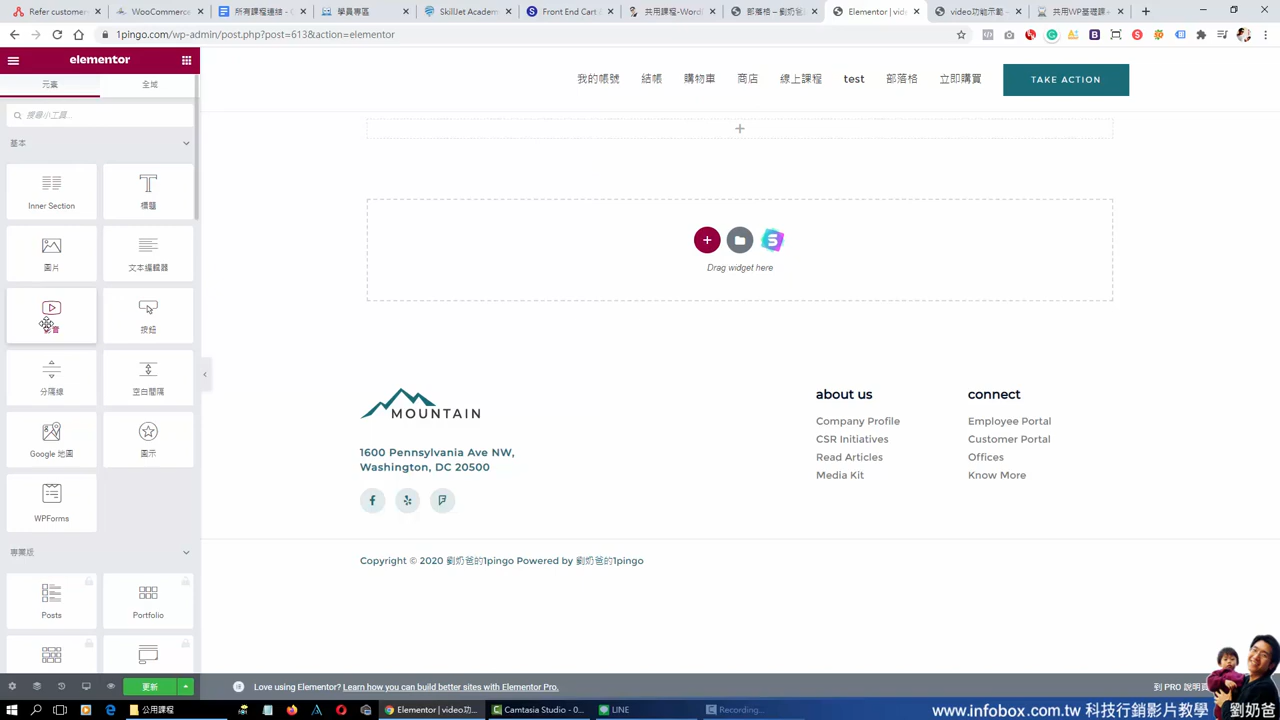 Refer custome
WooCommerce
所有課程連結 - G
學員專區
SkillJet Academ
Front End Cart &
共用課程-Wordl
部落格 – 劉奶爸
Elementor | vide
video功能示範
共用WP基礎課+
1pingo.com/wp-admin/post.php?post=613&action=elementor
elementor
元素
全域
搜尋小工具...
基本
Inner Section
標題
圖片
文本編輯器
按鈕
分隔線
空白間隔
Google 地圖
圖示
WPForms
專業版
Posts
Portfolio
更新
我的帳號
結帳
購物車
商店
線上課程
test
部落格
立即購買
TAKE ACTION
Drag widget here
MOUNTAIN
1600 Pennsylvania Ave NW,
Washington, DC 20500
about us
Company Profile
CSR Initiatives
Read Articles
Media Kit
connect
Employee Portal
Customer Portal
Offices
Know More
Copyright © 2020 劉奶爸的1pingo Powered by 劉奶爸的1pingo
Love using Elementor? Learn how you can build better sites with Elementor Pro.
到 PRO 說明頁
公用課程
Elementor | video功...
Camtasia Studio - 0...
LINE
Recording...
www.infobox.com.tw 科技行銷影片教學
劉奶爸